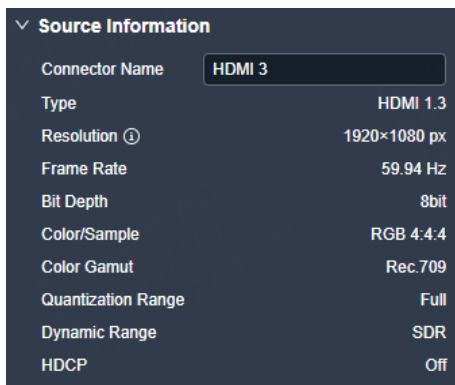 Source Information
Connector Name HDMI 3
Type HDMI 1.3
Resolution 1920×1080 px
Frame Rate 59.94 Hz
Bit Depth 8bit
Color/Sample RGB 4:4:4
Color Gamut Rec.709
Quantization Range Full
Dynamic Range SDR
HDCP Off